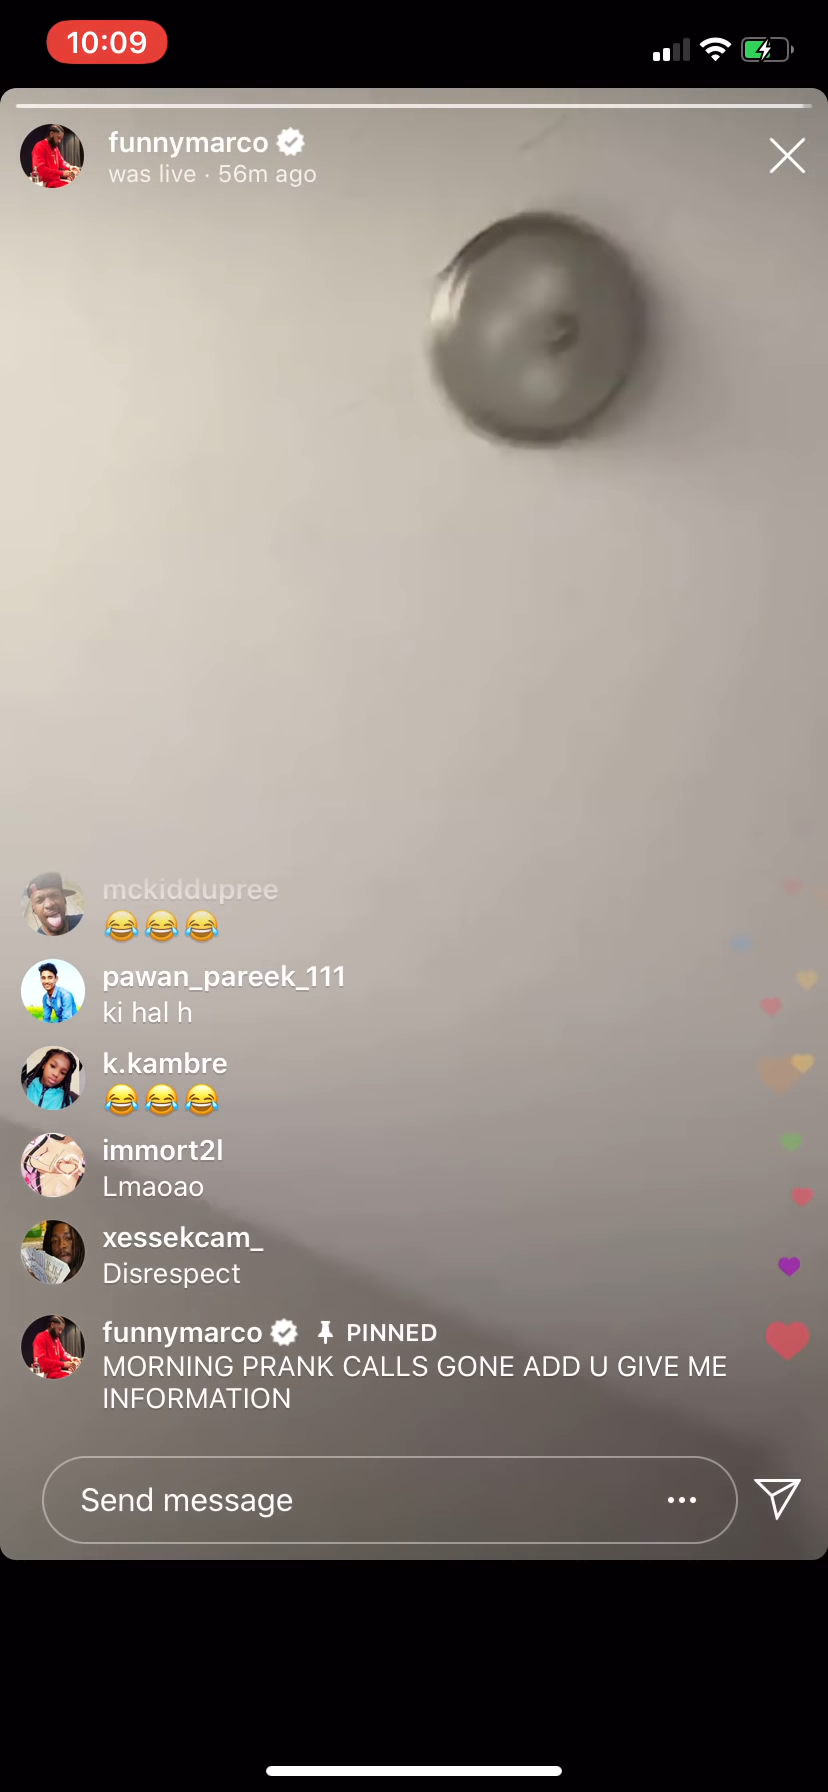 10:09
funnymarco
was live · 56m ago
mckiddupree
😂😂😂
pawan_pareek_111
ki hal h
k.kambre
😂😂😂
immort2l
Lmaoao
xessekcam_
Disrespect
funnymarco PINNED
MORNING PRANK CALLS GONE ADD U GIVE ME
INFORMATION
Send message